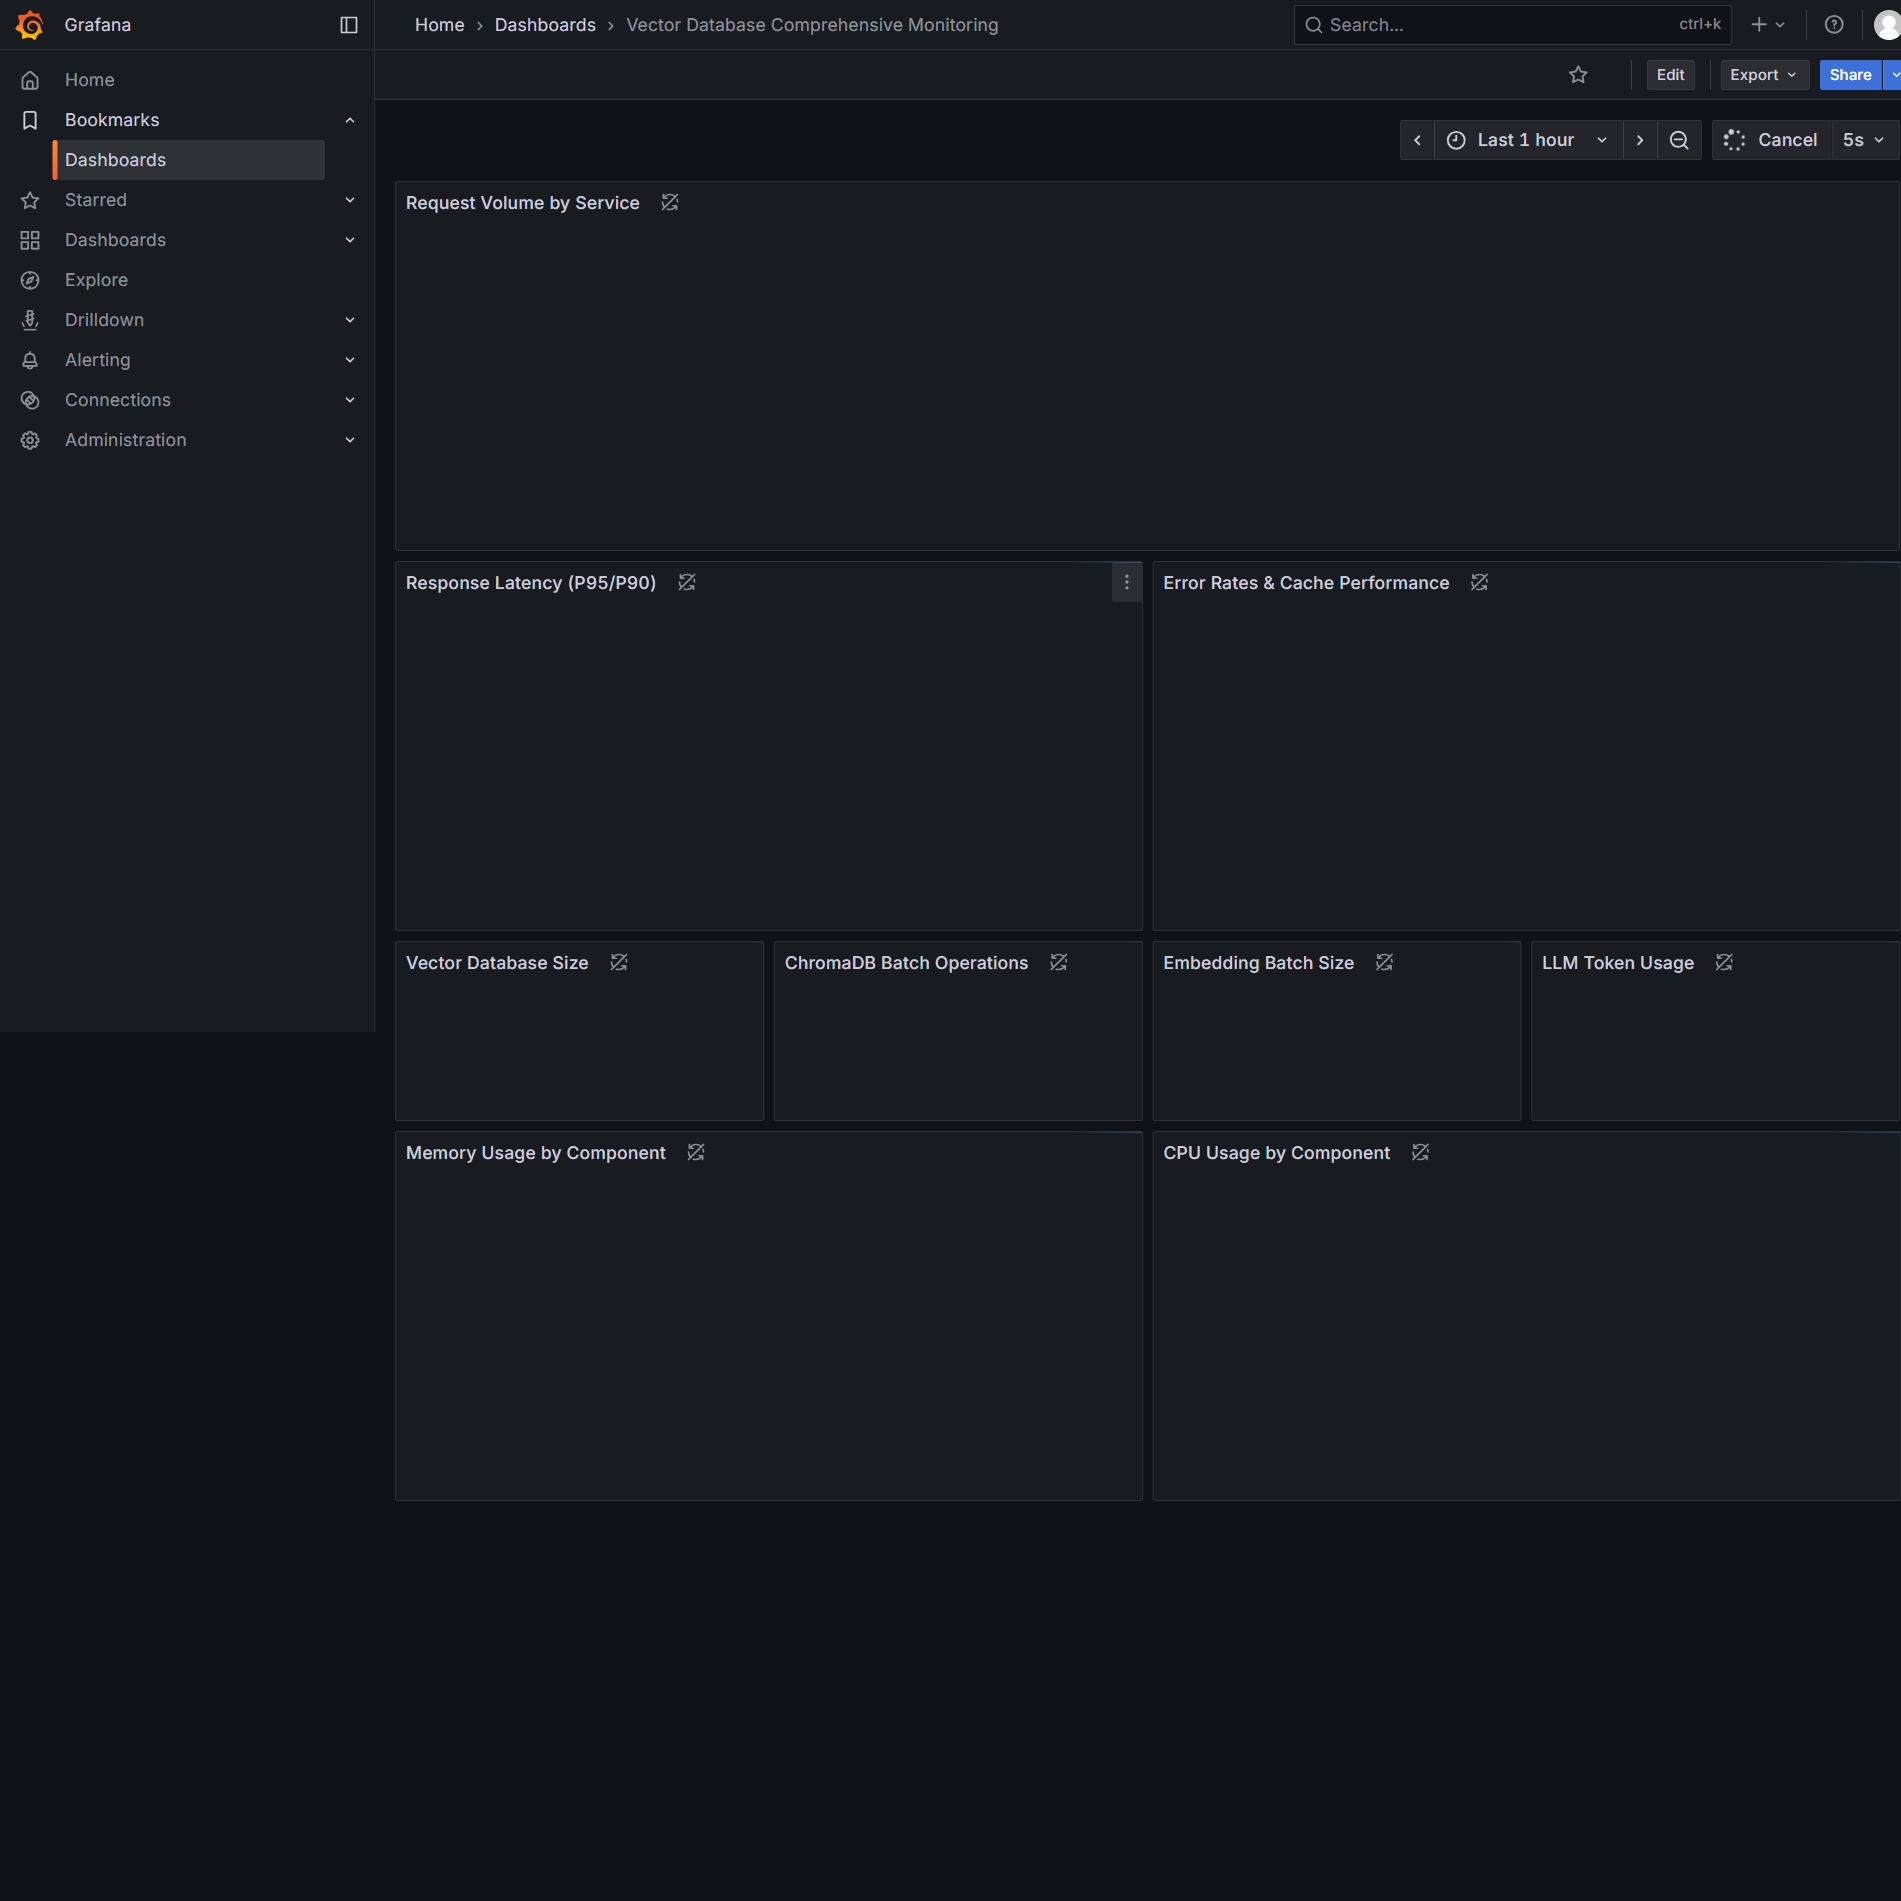 Grafana
Home › Dashboards › Vector Database Comprehensive Monitoring
Search...
ctrl+k
Edit
Export
Share
Home
Bookmarks
Dashboards
Starred
Dashboards
Explore
Drilldown
Alerting
Connections
Administration
Last 1 hour
Cancel
5s
Request Volume by Service
Response Latency (P95/P90)
Error Rates & Cache Performance
Vector Database Size
ChromaDB Batch Operations
Embedding Batch Size
LLM Token Usage
Memory Usage by Component
CPU Usage by Component